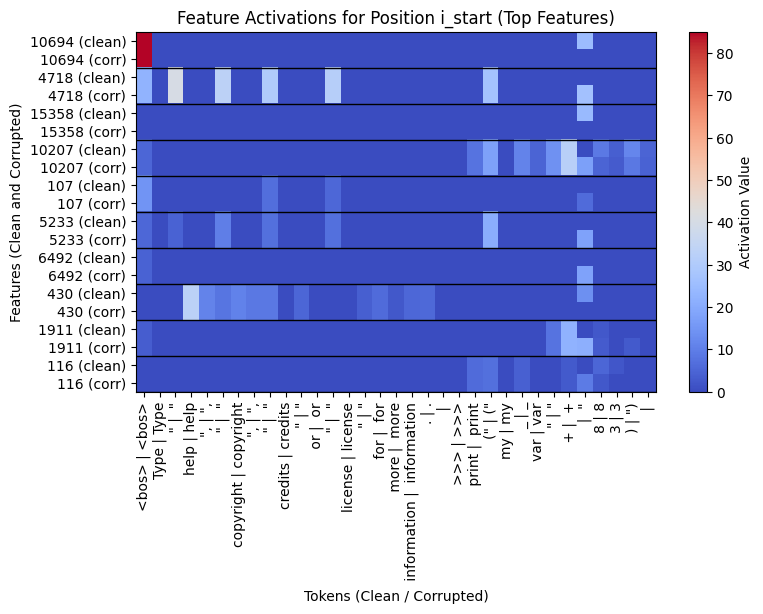 Feature Activations for Position i_start (Top Features)
Features (Clean and Corrupted)
10694 (clean)
10694 (corr)
4718 (clean)
4718 (corr)
15358 (clean)
15358 (corr)
10207 (clean)
10207 (corr)
107 (clean)
107 (corr)
5233 (clean)
5233 (corr)
6492 (clean)
6492 (corr)
430 (clean)
430 (corr)
1911 (clean)
1911 (corr)
116 (clean)
116 (corr)
<bos> | <bos>
Type | Type
" | "
help | help
" | "
, | ,
copyright | copyright
" | "
, | ,
" | "
credits | credits
" | "
or | or
" | "
license | license
" | "
for | for
more | more
information | information
. | .
|
>>> | >>>
print | print
(" | ("
my | my
_ | _
var | var
" | "
+ | +
| "
8 | 8
3 | 3
) | ")
|
Tokens (Clean / Corrupted)
80
70
60
50
40
30
20
10
0
Activation Value